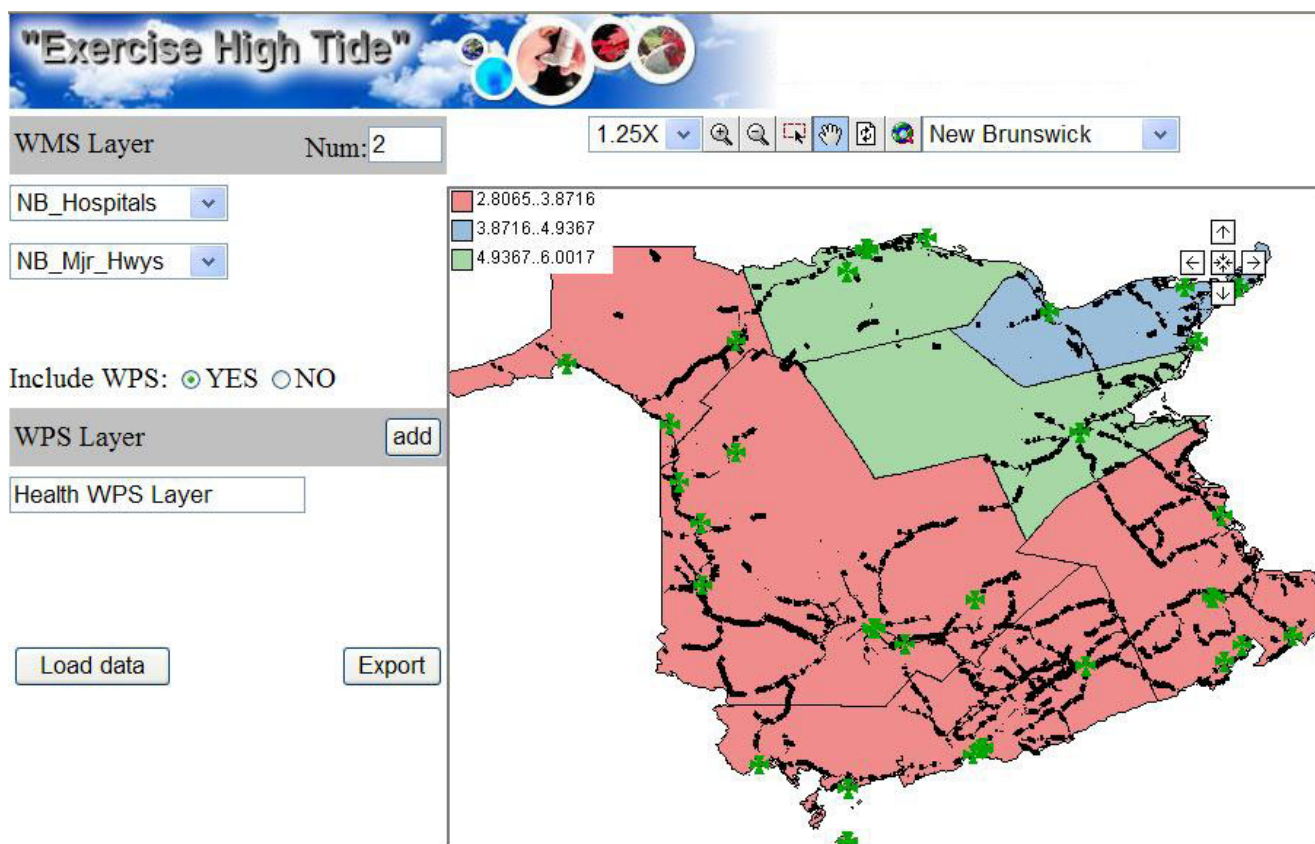 "Exercise High Tide"
WMS Layer Num: 2
1.25X New Brunswick
NB_Hospitals
NB_Mjr_Hwys
2.8065..3.8716
3.8716..4.9367
4.9367..6.0017
Include WPS: YES NO
WPS Layer add
Health WPS Layer
Load data Export